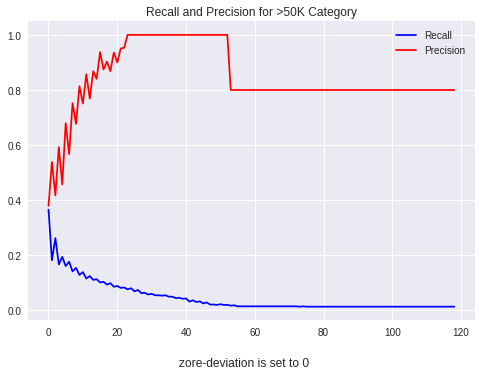 Recall and Precision for >50K Category
Recall
Precision
1.0
0.8
0.6
0.4
0.2
0.0
0 20 40 60 80 100 120
zore-deviation is set to 0